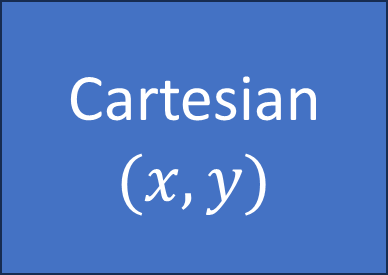 Cartesian
(x, y)